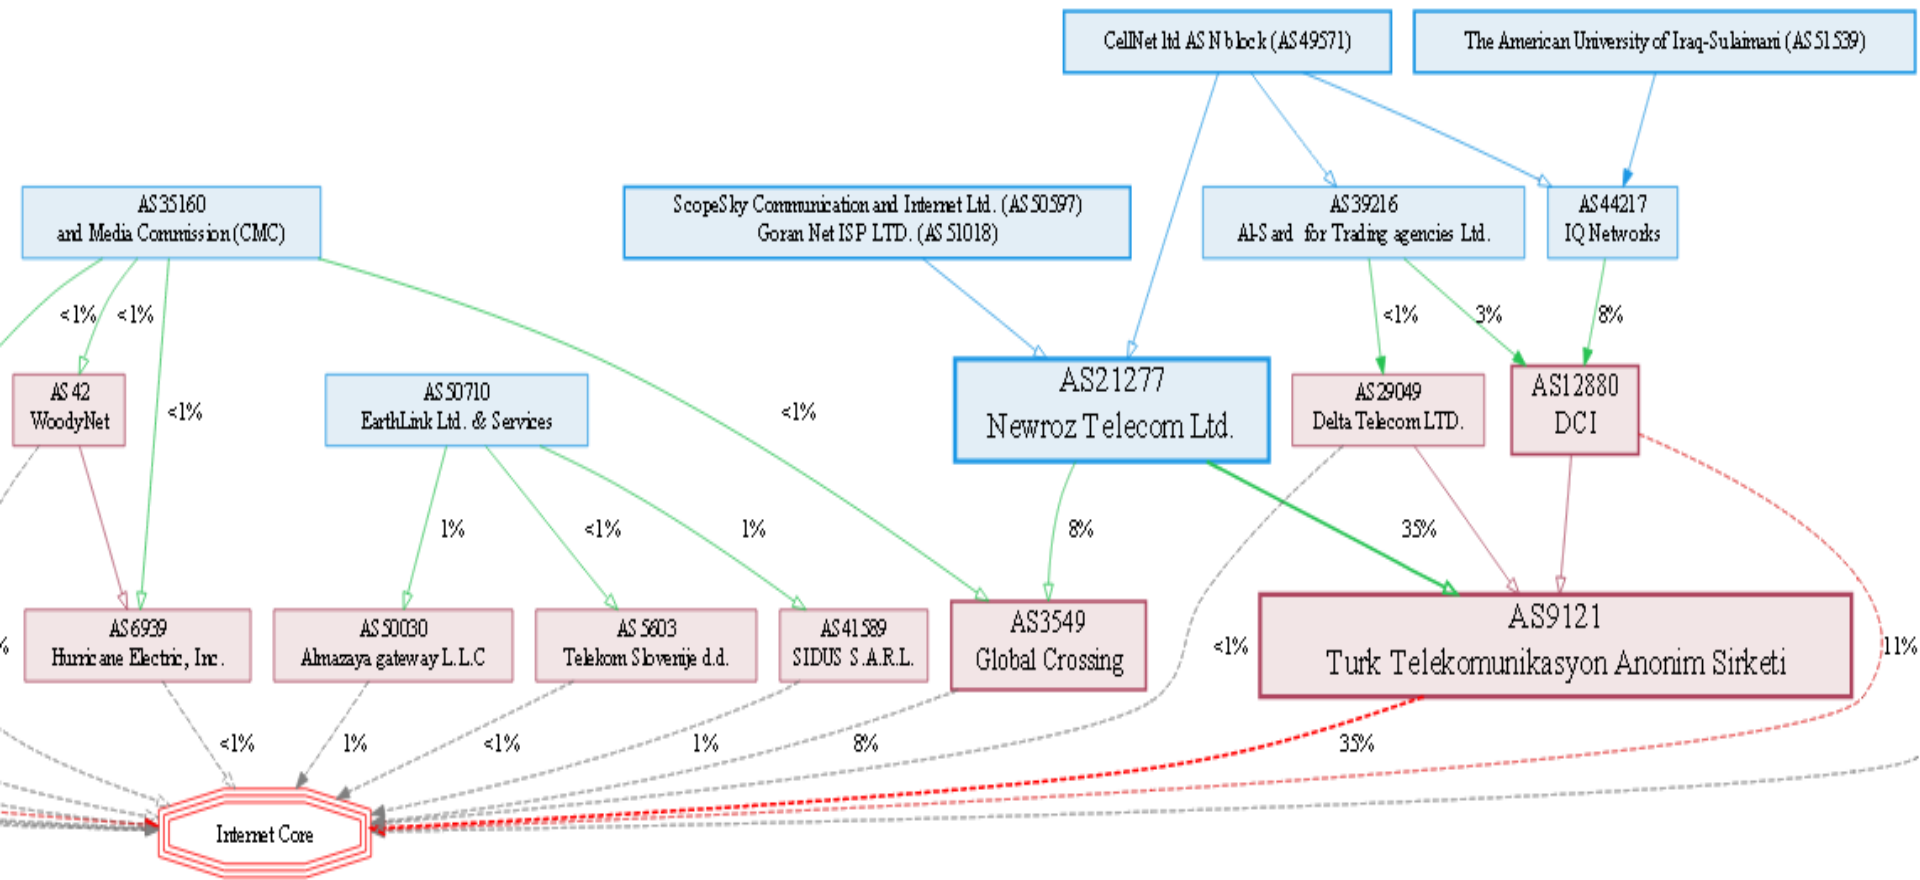 CellNet ltd ASN block (AS49571)
The American University of Iraq-Sulaimani (AS51539)
AS35160
and Media Commission (CMC)
ScopeSky Communication and Internet Ltd. (AS50597)
Goran Net ISP LTD. (AS51018)
AS39216
Al-Sard for Trading agencies Ltd.
AS44217
IQ Networks
<1%
<1%
<1%
3%
8%
AS42
WoodyNet
<1%
AS50710
EarthLink Ltd. & Services
<1%
AS21277
Newroz Telecom Ltd.
AS29049
Delta Telecom LTD.
AS12880
DCI
1%
<1%
1%
8%
35%
%
AS6939
Hurricane Electric, Inc.
AS50030
Almazaya gateway L.L.C
AS5603
Telekom Slovenije d.d.
AS41589
SIDUS S.A.R.L.
AS3549
Global Crossing
<1%
AS9121
Turk Telekomunikasyon Anonim Sirketi
11%
<1%
1%
<1%
1%
8%
35%
Internet Core